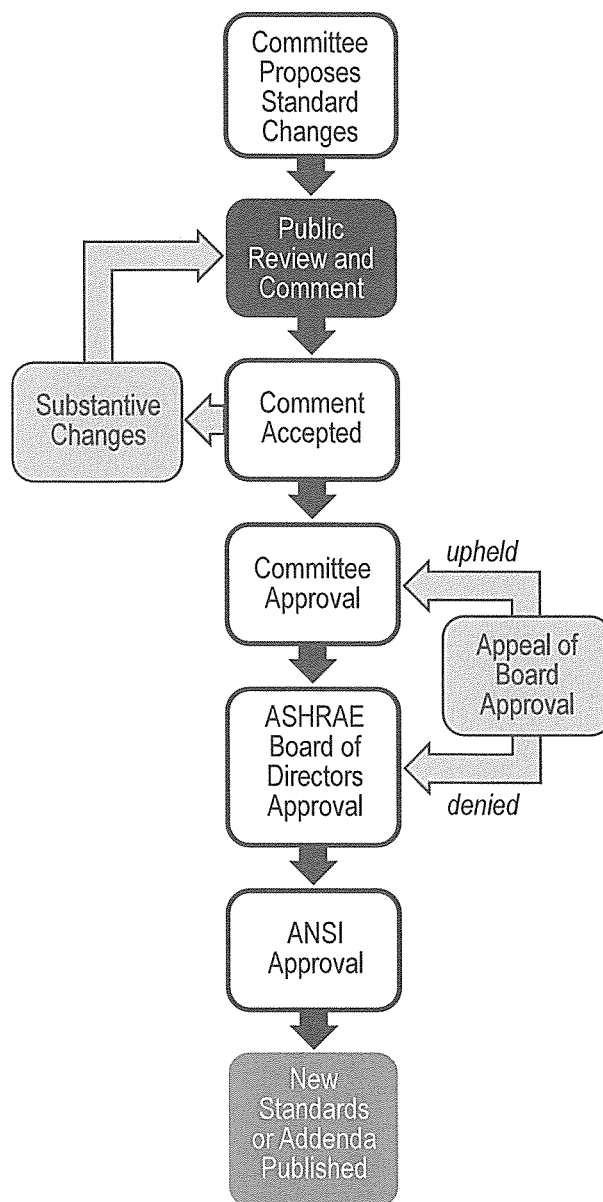 Committee
Proposes
Standard
Changes
Public
Review and
Comment
Substantive
Changes
Comment
Accepted
Committee
Approval
upheld
Appeal of
Board
Approval
ASHRAE
Board of
Directors
Approval
denied
ANSI
Approval
New
Standards
or Addenda
Published